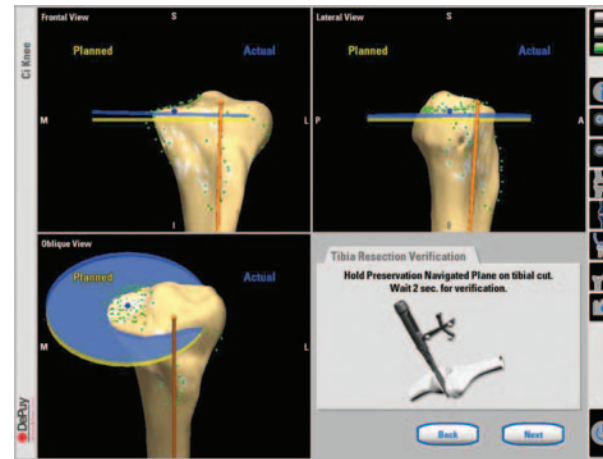 Ci Knee
Frontal View
S
Planned
Actual
M
L
I
Lateral View
S
Planned
Actual
P
A
Oblique View
Planned
Actual
M
L
Tibia Resection Verification
Hold Preservation Navigated Plane on tibial cut.
Wait 2 sec. for verification.
Back
Next
DePuy